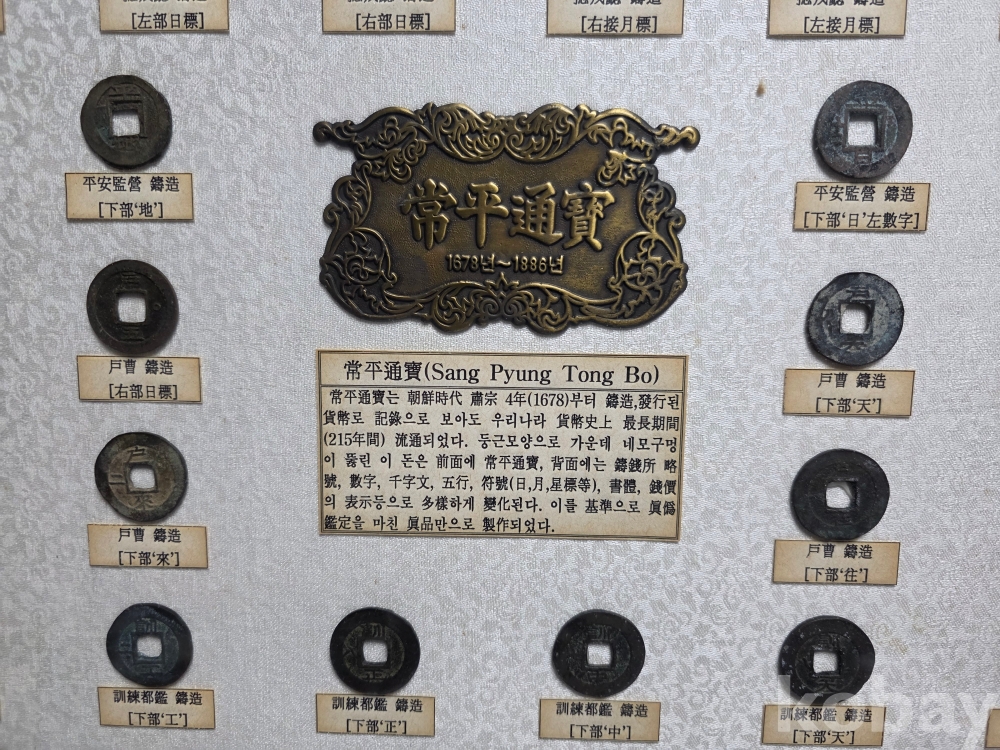 [左部日標]
[右部日標]
[右接月標]
[左接月標]
平安監營 鑄造
[下部‘地’]
戶曹 鑄造
[右部日標]
戶曹 鑄造
[下部‘來’]
常平通寶
1678년~1886년
常平通寶(Sang Pyung Tong Bo)
常平通寶는 朝鮮時代 肅宗 4年(1678)부터 鑄造,發行된
貨幣로 記錄으로 보아도 우리나라 貨幣史上 最長期間
(215年間) 流通되었다. 둥근모양으로 가운데 네모구멍
이 뚫린 이 돈은 前面에 常平通寶, 背面에는 鑄錢所 略
號, 數字, 千字文, 五行, 符號(日,月,星標等), 書體, 錢價
의 表示등으로 多樣하게 變化된다. 이를 基準으로 眞僞
鑑定을 마친 眞品만으로 製作되었다.
平安監營 鑄造
[下部‘日’左數字]
戶曹 鑄造
[下部‘天’]
戶曹 鑄造
[下部‘往’]
訓練都鑑 鑄造
[下部‘工’]
訓練都鑑 鑄造
[下部‘正’]
訓練都鑑 鑄造
[下部‘中’]
訓練都鑑 鑄造
[下部‘天’]
kobay